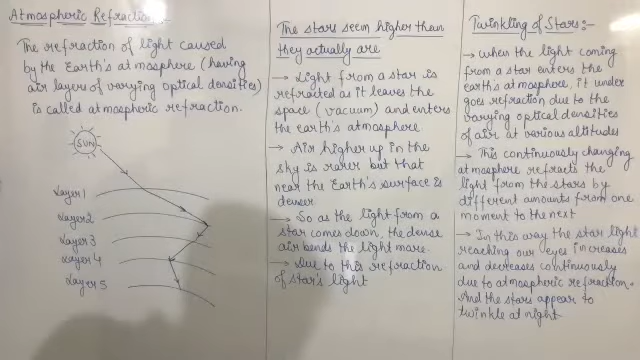 Atmospheric Refraction:-
The refraction of light caused
by the Earth's atmosphere (having
air layers of varying optical densities)
is called atmospheric refraction.
SUN
Layer 1
Layer 2
Layer 3
Layer 4
Layer 5
The stars seem higher than
they actually are
→ Light from a star is
refracted as it leaves the
space (vacuum) and enters
the earth's atmosphere.
→ Air higher up in the
sky is rarer but that
near the Earth's surface is
denser
→ So as the light from a
star comes down, the dense
air bends the light more.
→ Due to this refraction
of star's light
Twinkling of Stars:-
→ When the light coming
from a star enters the
earth's atmosphere, it under
goes refraction due to the
varying optical densities
of air at various altitudes
→ This continuously changing
atmosphere refracts the
light from the stars by
different amounts from one
moment to the next
→ In this way the star light
reaching our eyes increases
and decreases continuously
due to atmospheric refraction.
And the stars appear to
twinkle at night